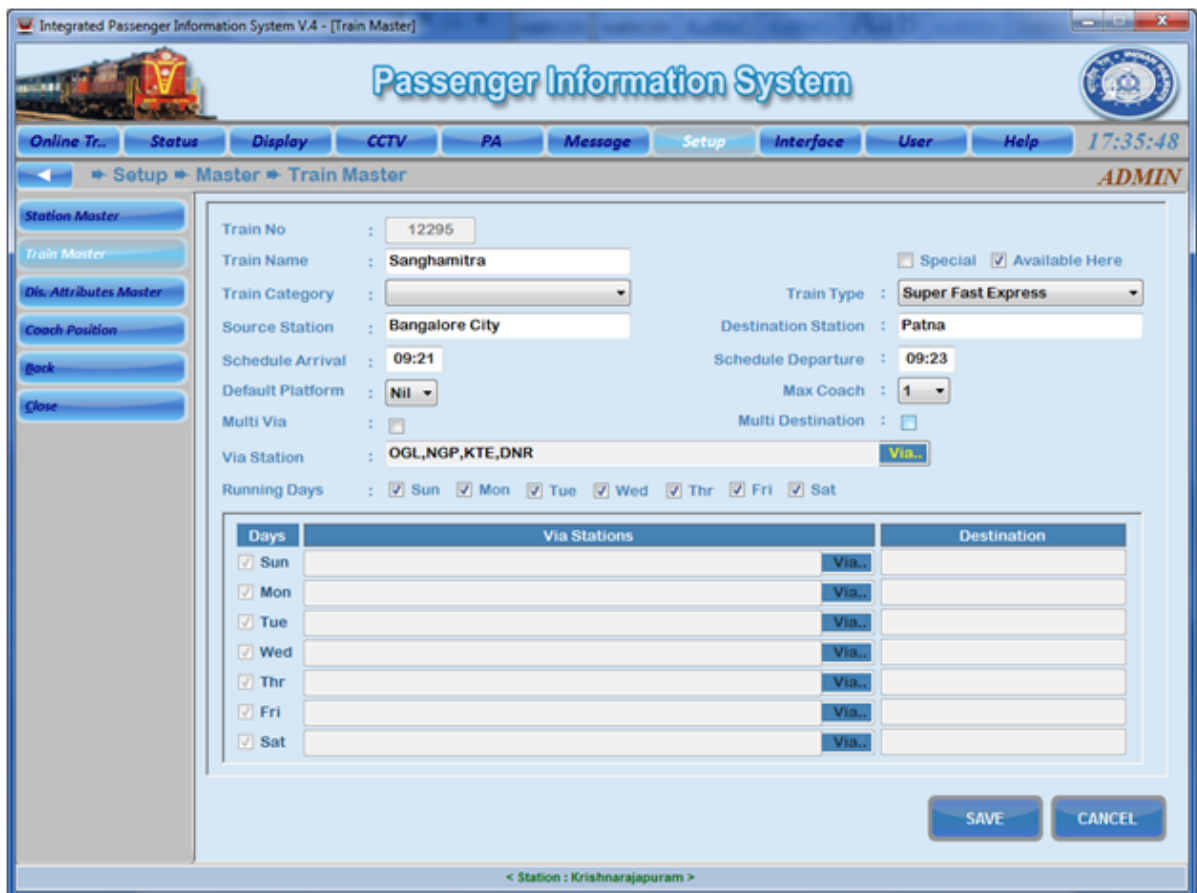 Integrated Passenger Information System V.4 - [Train Master]
Passenger Information System
Online Tr.. Status Display CCTV PA Message Setup Interface User Help 17:35:48
Setup Master Train Master ADMIN
Station Master
Train Master
Dis. Attributes Master
Coach Position
Back
Close
Train No : 12295
Train Name : Sanghamitra Special Available Here
Train Category : Train Type : Super Fast Express
Source Station : Bangalore City Destination Station : Patna
Schedule Arrival : 09:21 Schedule Departure : 09:23
Default Platform : Nil Max Coach : 1
Multi Via : Multi Destination :
Via Station : OGL,NGP,KTE,DNR Via..
Running Days : Sun Mon Tue Wed Thr Fri Sat
Days Via Stations Destination
Sun Via..
Mon Via..
Tue Via..
Wed Via..
Thr Via..
Fri Via..
Sat Via..
SAVE CANCEL
< Station : Krishnarajapuram >